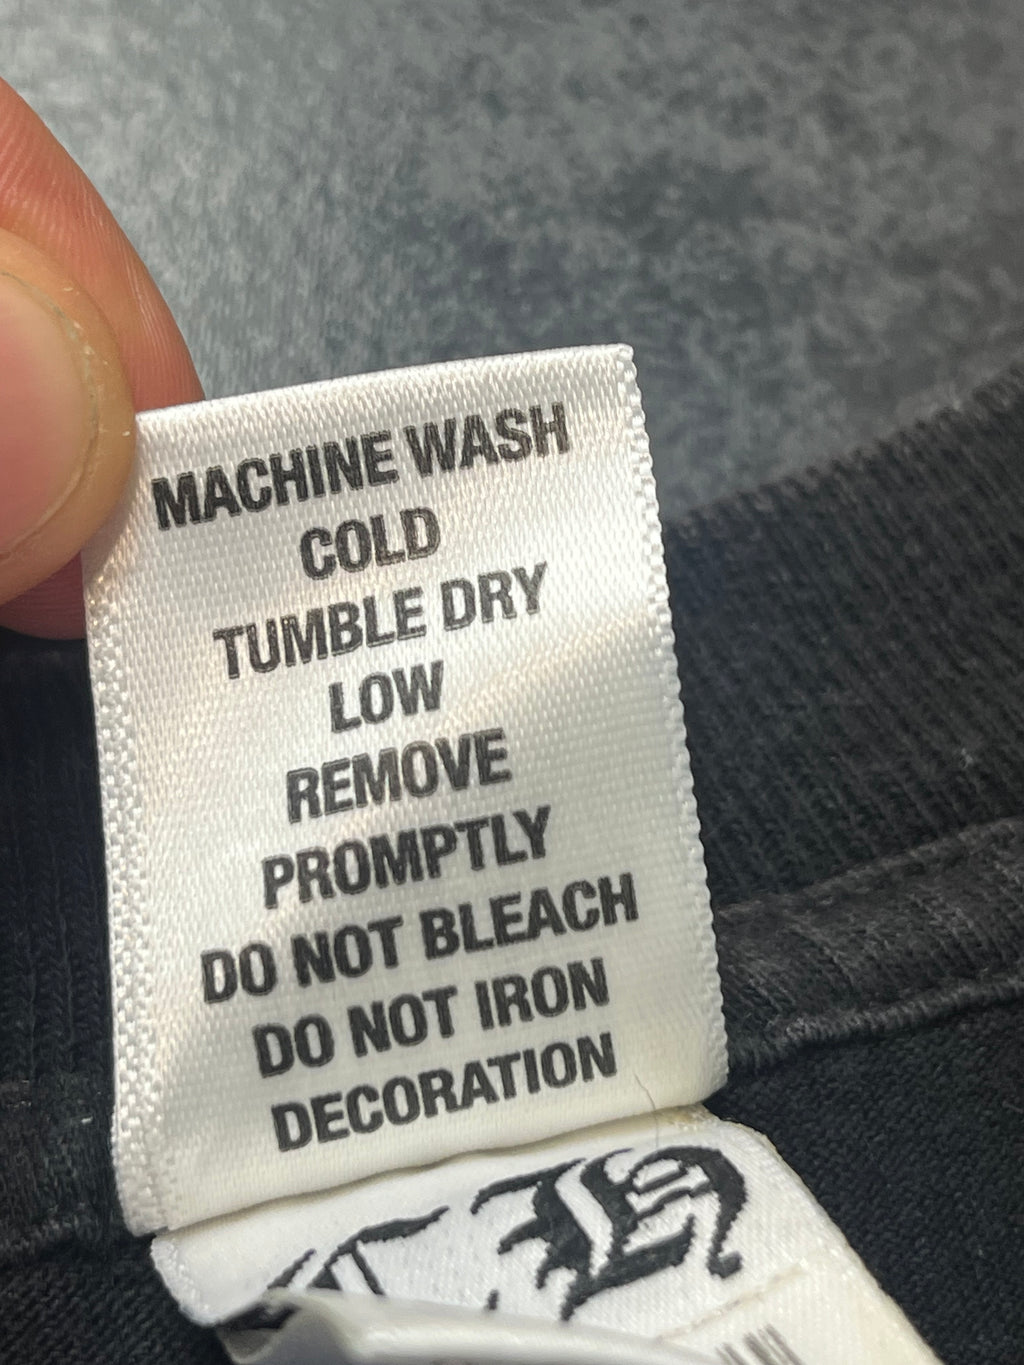 MACHINE WASH
COLD
TUMBLE DRY
LOW
REMOVE
PROMPTLY
DO NOT BLEACH
DO NOT IRON
DECORATION